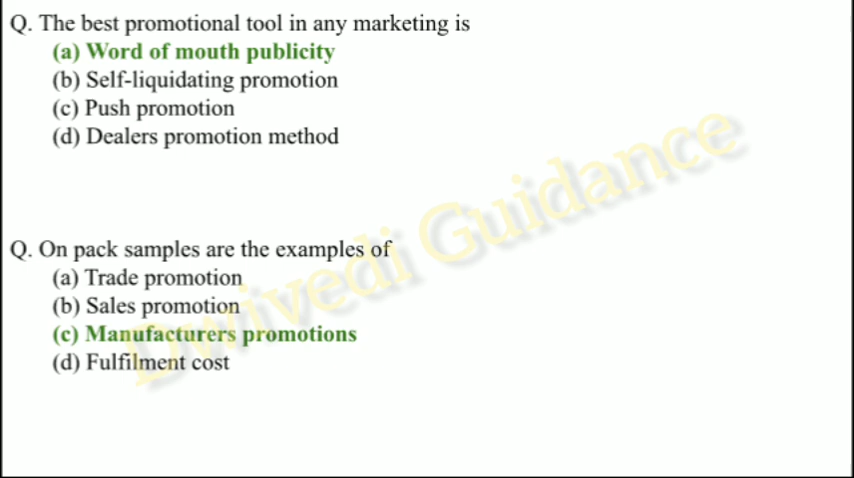 Q. The best promotional tool in any marketing is
(a) Word of mouth publicity
(b) Self-liquidating promotion
(c) Push promotion
(d) Dealers promotion method
Dwivedi Guidance
Q. On pack samples are the examples of
(a) Trade promotion
(b) Sales promotion
(c) Manufacturers promotions
(d) Fulfilment cost